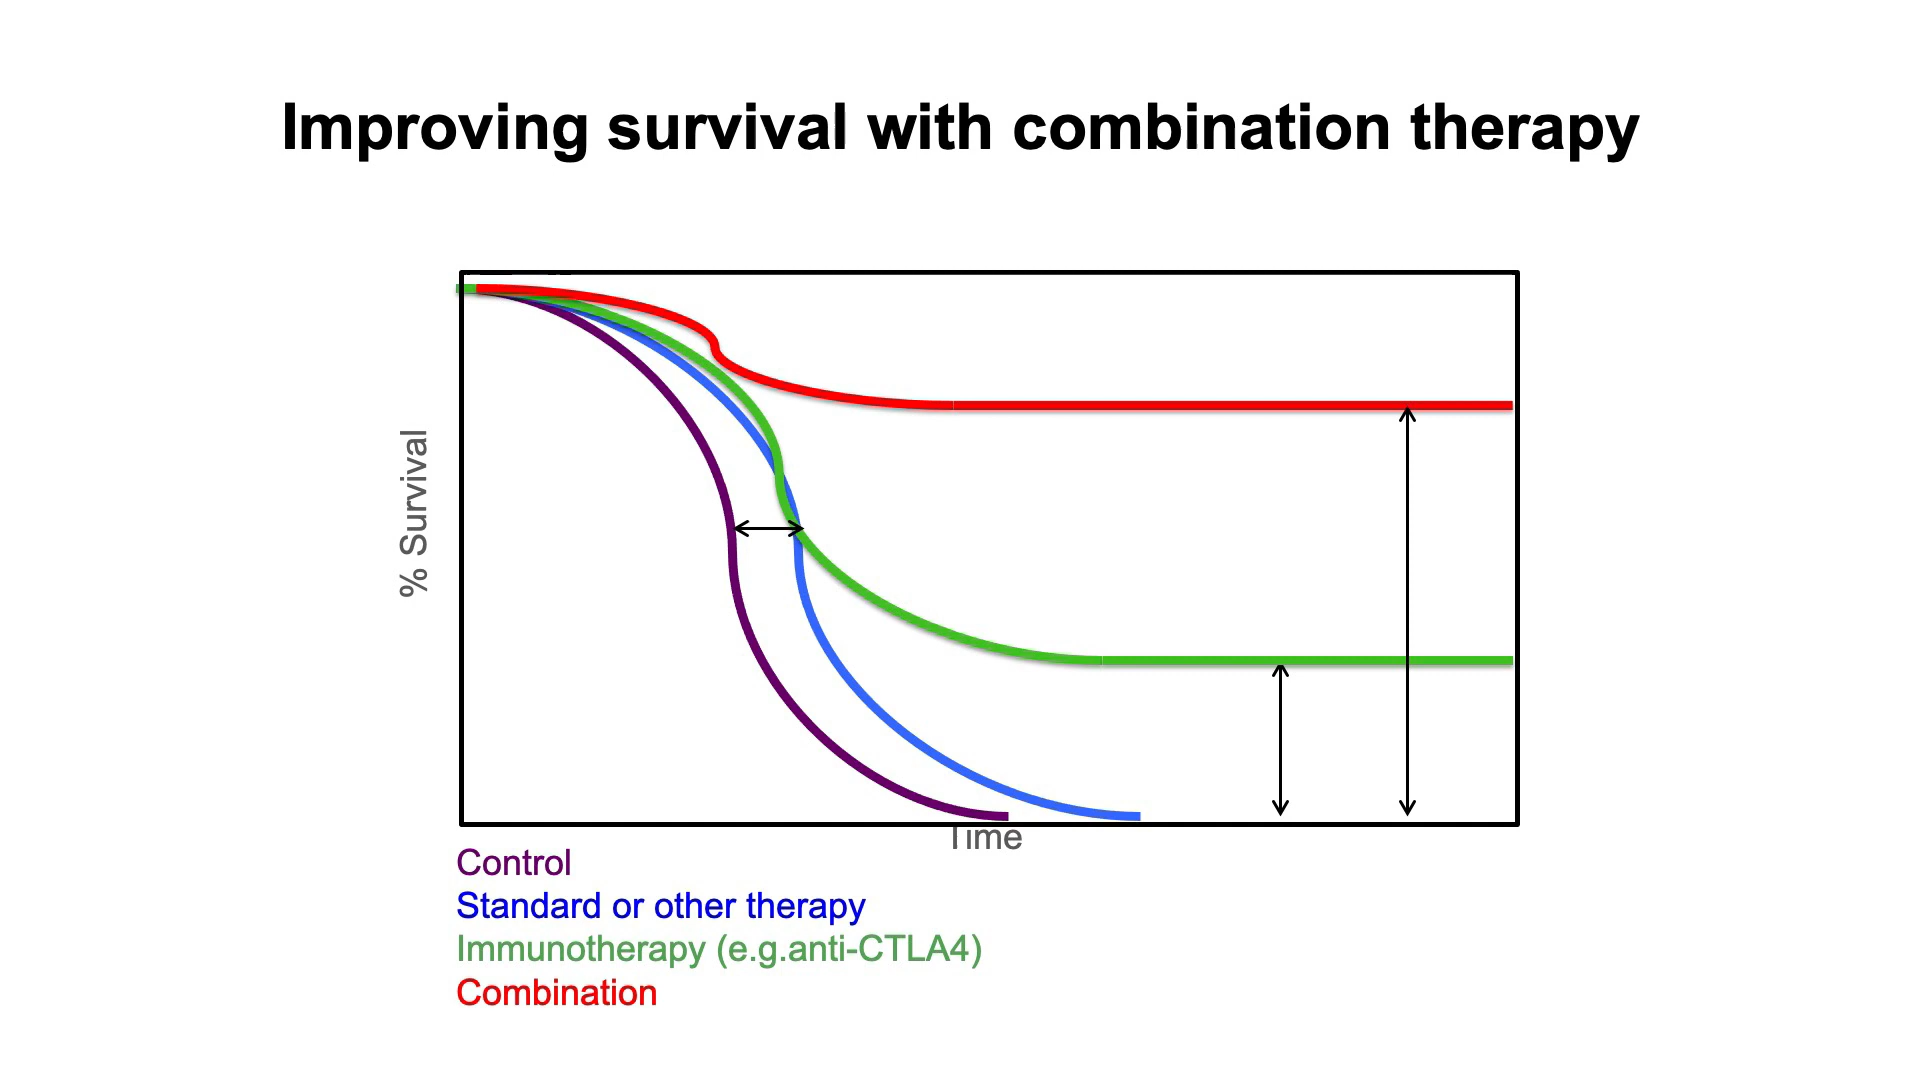 Improving survival with combination therapy
% Survival
Time
Control
Standard or other therapy
Immunotherapy (e.g.anti-CTLA4)
Combination